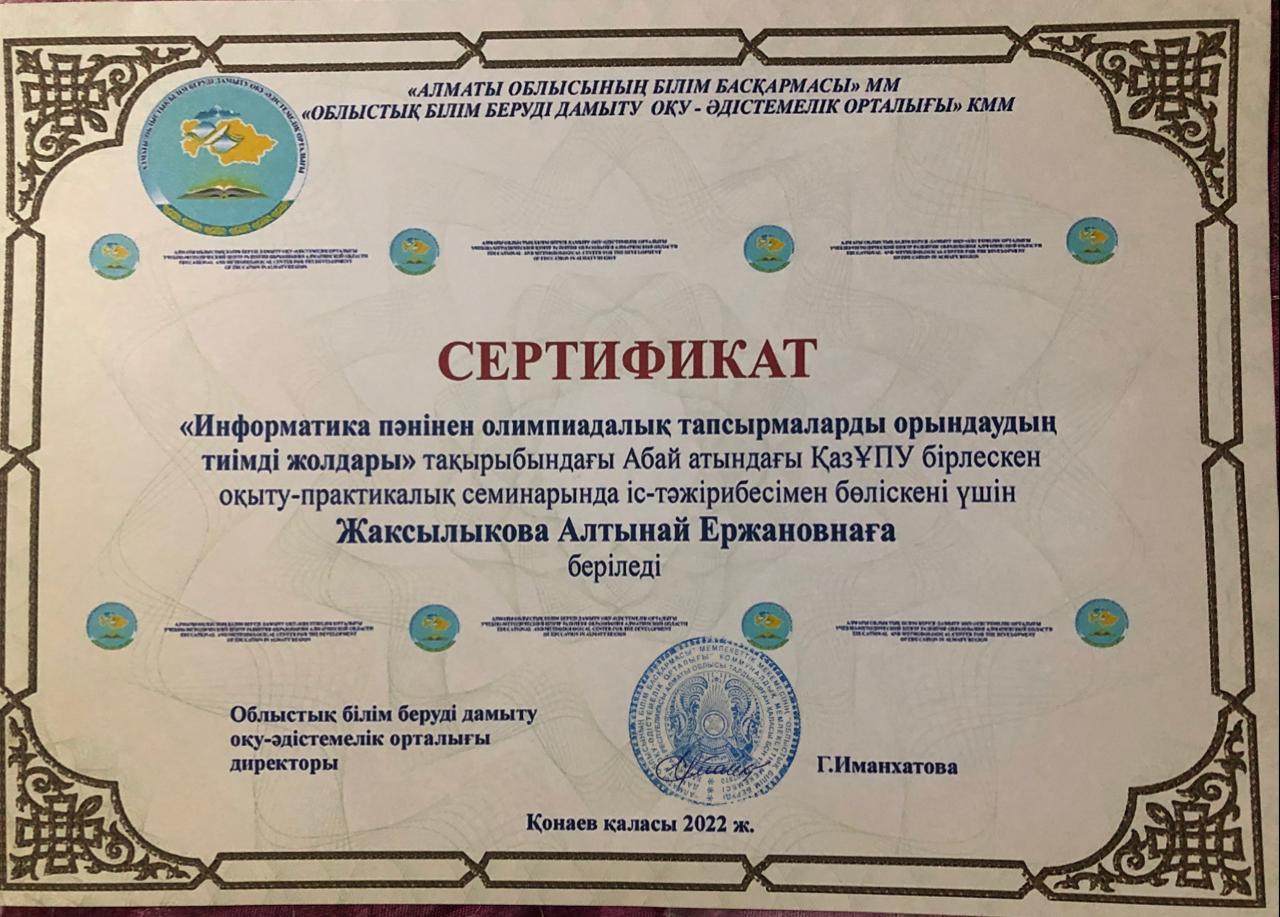 «АЛМАТЫ ОБЛЫСЫНЫҢ БІЛІМ БАСҚАРМАСЫ» ММ
«ОБЛЫСТЫҚ БІЛІМ БЕРУДІ ДАМЫТУ ОҚУ - ӘДІСТЕМЕЛІК ОРТАЛЫҒЫ» КММ
СЕРТИФИКАТ
«Информатика пәнінен олимпиадалық тапсырмаларды орындаудың
тиімді жолдары» тақырыбындағы Абай атындағы ҚазҰПУ бірлескен
оқыту-практикалық семинарында іс-тәжірибесімен бөліскені үшін
Жаксылыкова Алтынай Ержановнаға
беріледі
Облыстық білім беруді дамыту
оқу-әдістемелік орталығы
директоры
Г.Иманхатова
Қонаев қаласы 2022 ж.